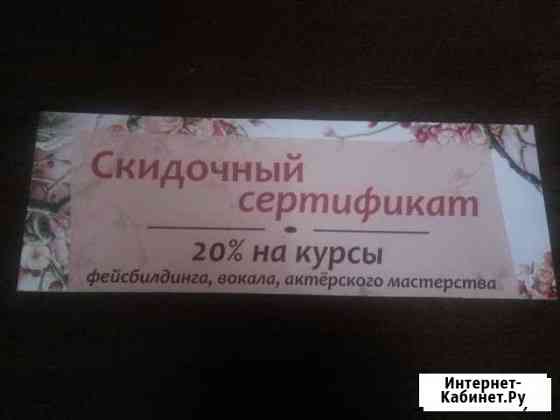 Скидочный
сертификат
20% на курсы
фейсбилдинга, вокала, актёрского мастерства
Интернет-
Кабинет.Ру